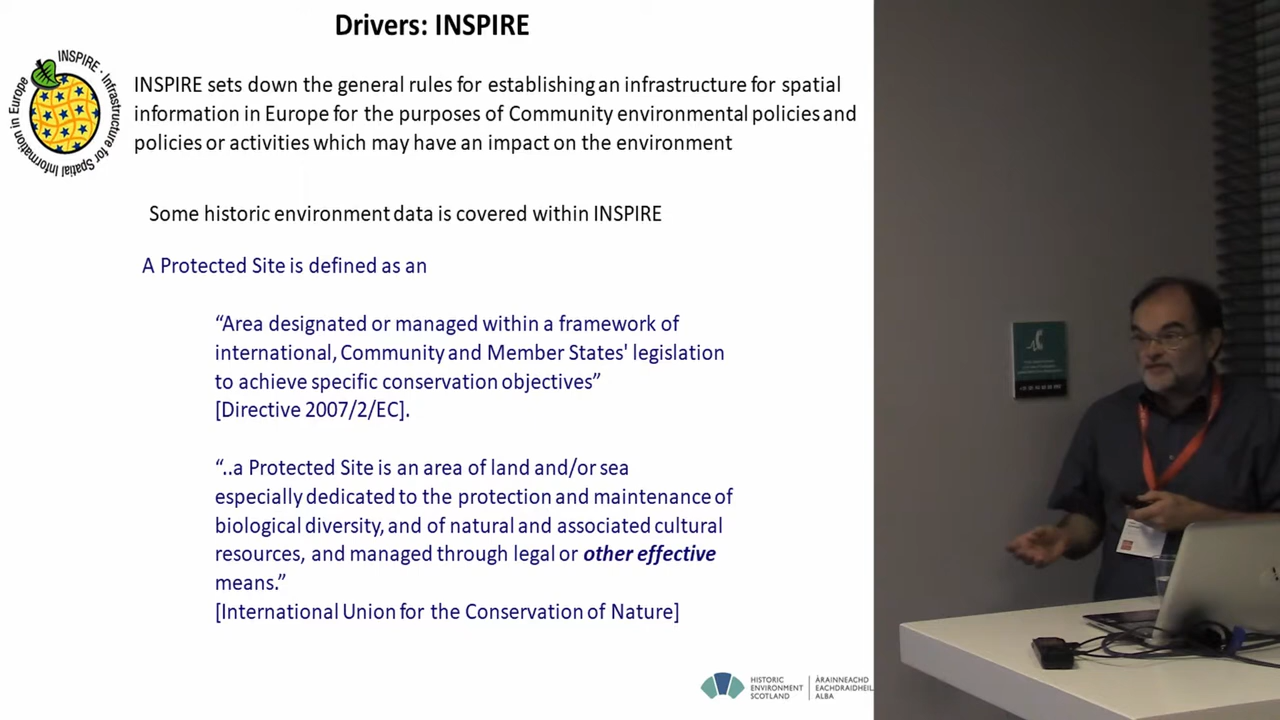 Drivers: INSPIRE
INSPIRE · Infrastructure for Spatial Information in Europe
INSPIRE sets down the general rules for establishing an infrastructure for spatial
information in Europe for the purposes of Community environmental policies and
policies or activities which may have an impact on the environment
Some historic environment data is covered within INSPIRE
A Protected Site is defined as an
“Area designated or managed within a framework of
international, Community and Member States' legislation
to achieve specific conservation objectives”
[Directive 2007/2/EC].
“..a Protected Site is an area of land and/or sea
especially dedicated to the protection and maintenance of
biological diversity, and of natural and associated cultural
resources, and managed through legal or other effective
means.”
[International Union for the Conservation of Nature]
HISTORIC
ENVIRONMENT
SCOTLAND
ÀRAINNEACHD
EACHDRAIDHEIL
ALBA